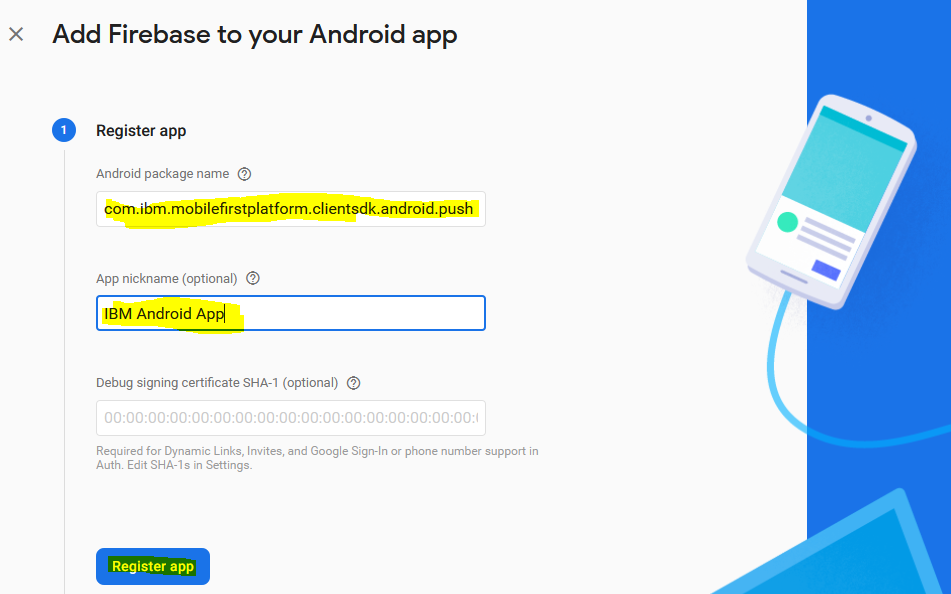 Add Firebase to your Android app
1 Register app
Android package name ?
com.ibm.mobilefirstplatform.clientsdk.android.push
App nickname (optional) ?
IBM Android App
Debug signing certificate SHA-1 (optional) ?
00:00:00:00:00:00:00:00:00:00:00:00:00:00:00:00:00:
Required for Dynamic Links, Invites, and Google Sign-In or phone number support in
Auth. Edit SHA-1s in Settings.
Register app